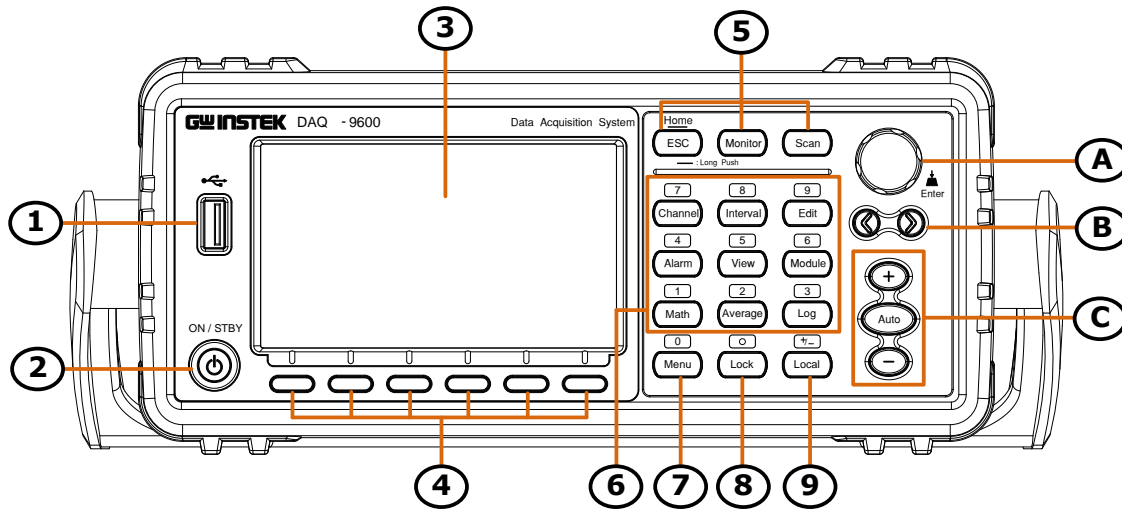 3
5
GWINSTEK DAQ - 9600 Data Acquisition System
Home
ESC Monitor Scan
: Long Push
A
Enter
1
7 8 9
Channel Interval Edit
B
4 5 6
Alarm View Module
+
1 2 3
Math Average Log
Auto
C
ON / STBY
2
0 +/-
Menu Lock Local
-
4
6
7
8
9